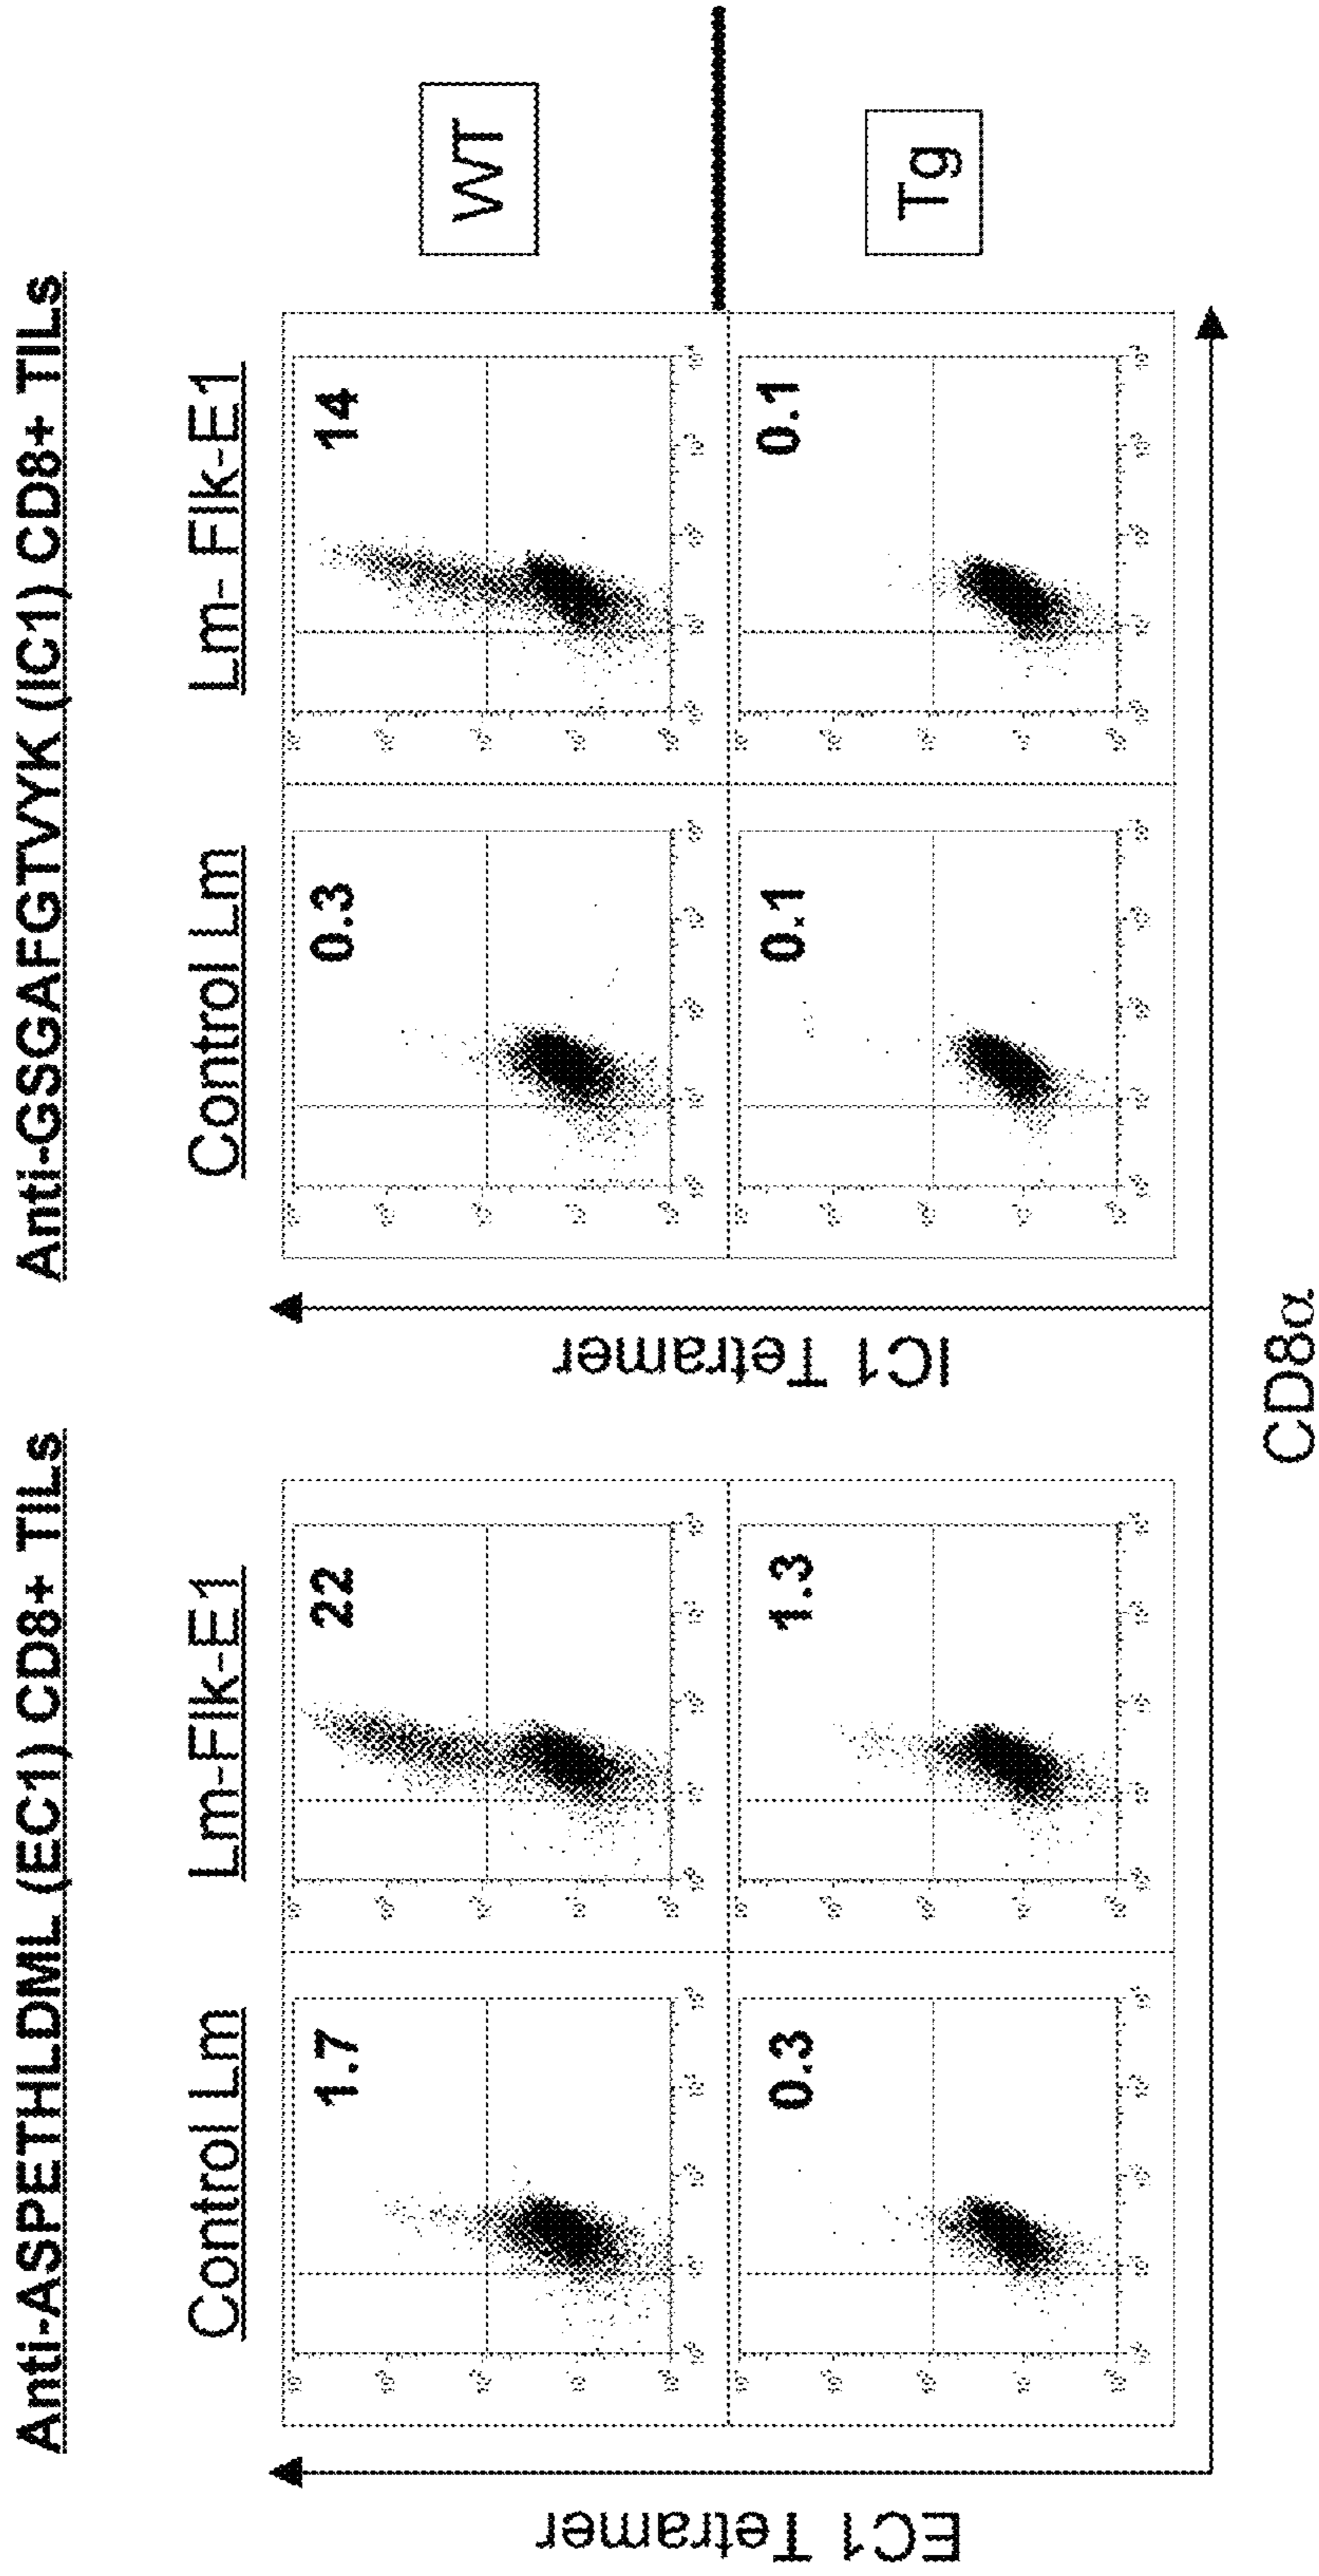 Anti-ASPETHLDML (EC1) CD8+ TILs
Anti-GSGAFGTVYK (IC1) CD8+ TILs
Control Lm
Lm-Flk-E1
Control Lm
Lm- Flk-E1
1.7
22
0.3
14
WT
0.3
1.3
0.1
0.1
Tg
EC1 Tetramer
IC1 Tetramer
CD8α